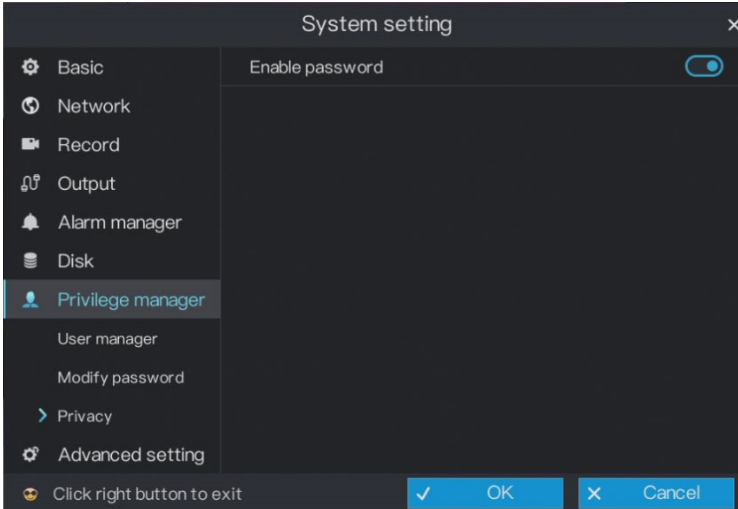 System setting
Basic
Enable password
Network
Record
Output
Alarm manager
Disk
Privilege manager
User manager
Modify password
Privacy
Advanced setting
Click right button to exit
OK
Cancel